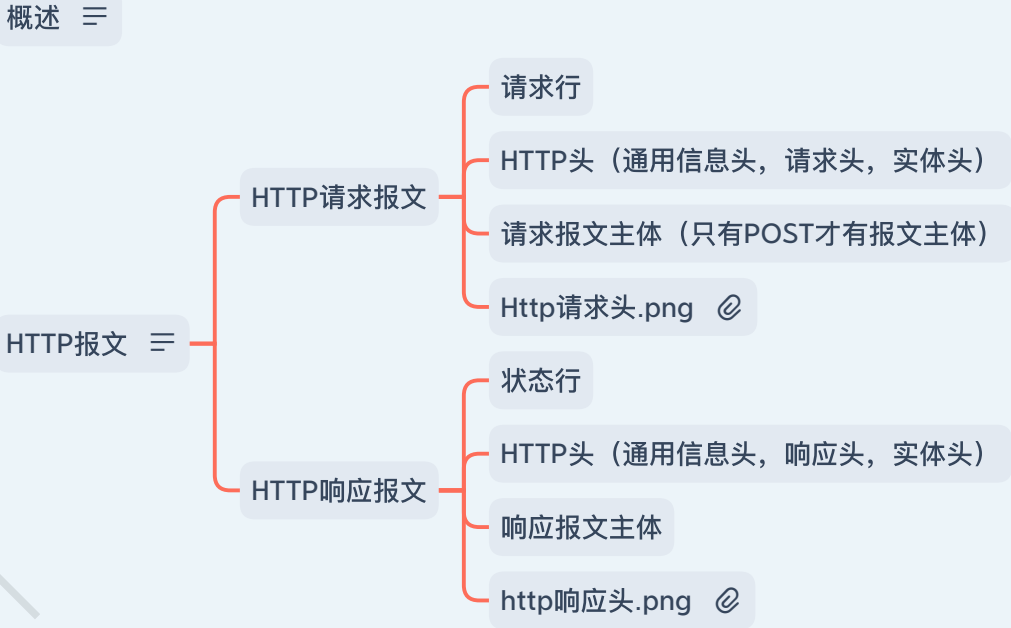 概述
请求行
HTTP头（通用信息头，请求头，实体头）
HTTP请求报文
请求报文主体（只有POST才有报文主体）
Http请求头.png
HTTP报文
状态行
HTTP头（通用信息头，响应头，实体头）
HTTP响应报文
响应报文主体
http响应头.png